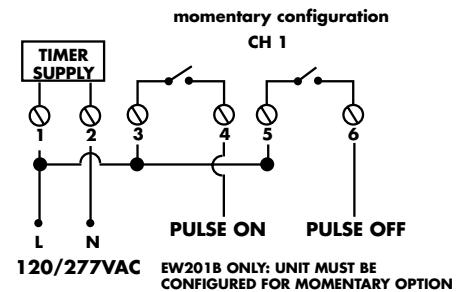 momentary configuration
CH 1
TIMER
SUPPLY
1 2 3 4 5 6
L N
PULSE ON PULSE OFF
120/277VAC
EW201B ONLY: UNIT MUST BE
CONFIGURED FOR MOMENTARY OPTION